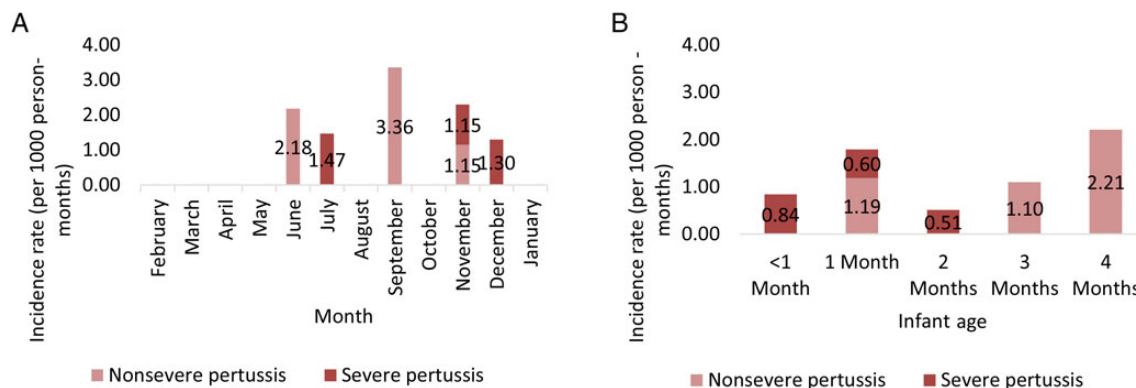 A
Incidence rate (per 1000 person-
months)
4.00
3.00
2.00
1.00
0.00
2.18
1.47
3.36
1.15
1.15
1.30
February
March
April
May
June
July
August
September
October
November
December
January
Month
Nonsevere pertussis
Severe pertussis
B
Incidence rate (per 1000 person -
months)
4.00
3.00
2.00
1.00
0.00
0.84
0.60
1.19
0.51
1.10
2.21
<1
Month
1 Month
2
Months
3
Months
4
Months
Infant age
Nonsevere pertussis
Severe pertussis